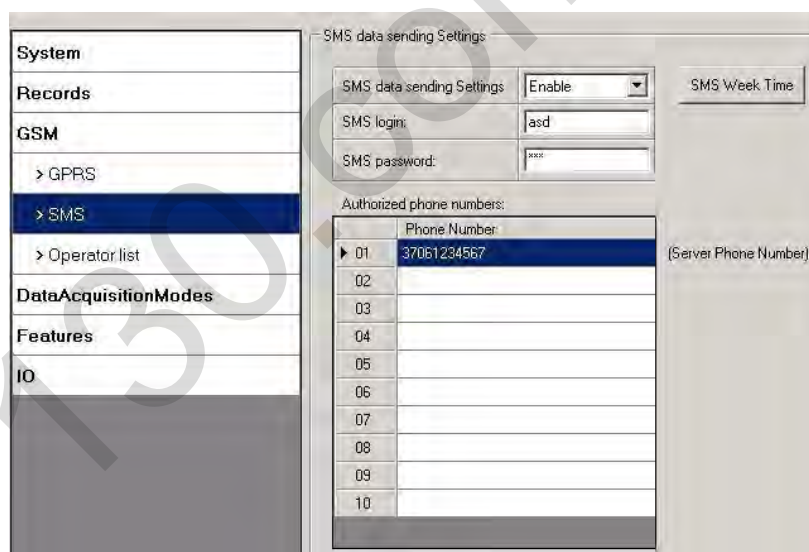 System
Records
GSM
> GPRS
> SMS
> Operator list
DataAcquisitionModes
Features
IO
SMS data sending Settings
SMS data sending Settings Enable SMS Week Time
SMS login: asd
SMS password: ***
Authorized phone numbers:
Phone Number
01 37061234567 (Server Phone Number)
02
03
04
05
06
07
08
09
10
130.com